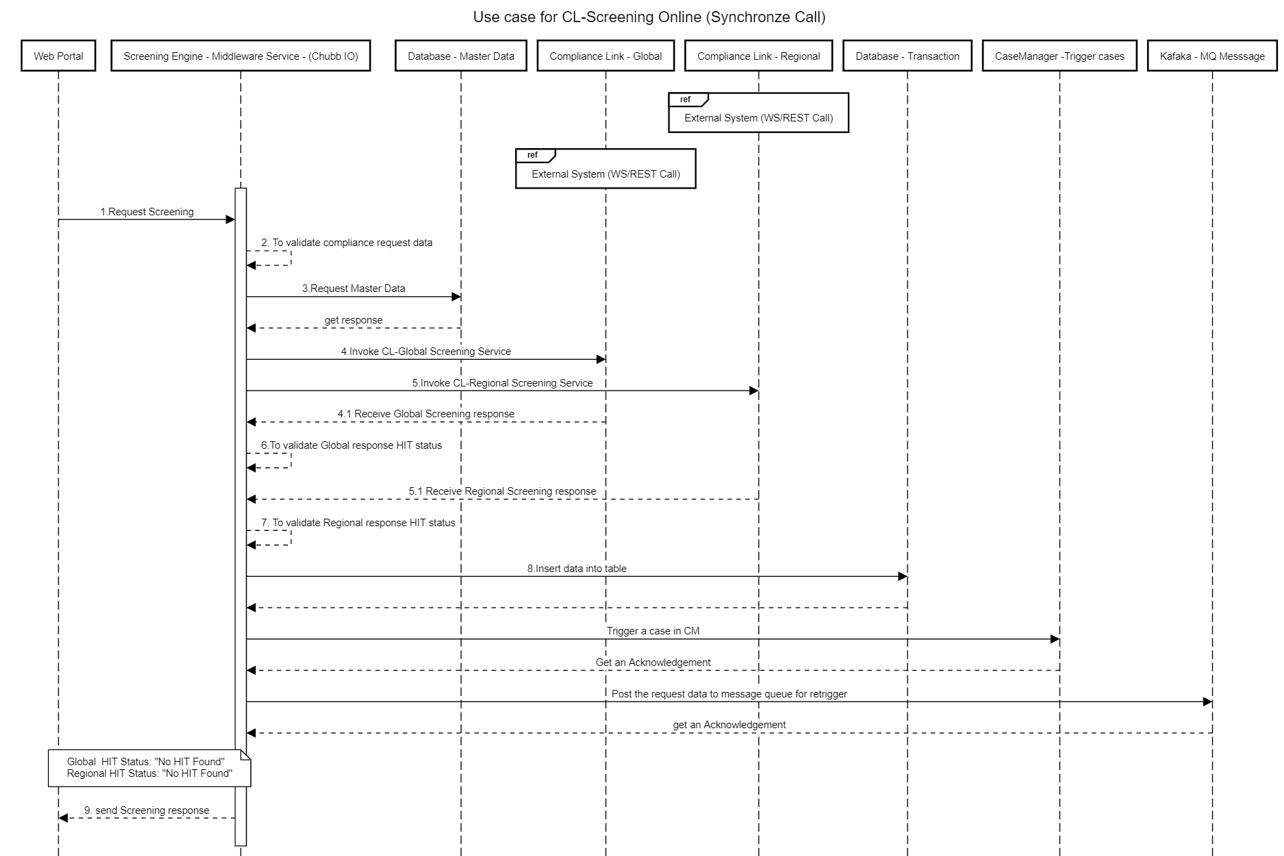 Use case for CL-Screening Online (Synchronze Call)
Web Portal
Screening Engine - Middleware Service - (Chubb IO)
Database - Master Data
Compliance Link - Global
Compliance Link - Regional
Database - Transaction
CaseManager -Trigger cases
Kafaka - MQ Messsage
ref
External System (WS/REST Call)
ref
External System (WS/REST Call)
1.Request Screening
2. To validate compliance request data
3.Request Master Data
get response
4.Invoke CL-Global Screening Service
5.Invoke CL-Regional Screening Service
4.1 Receive Global Screening response
6.To validate Global response HIT status
5.1 Receive Regional Screening response
7. To validate Regional response HIT status
8.Insert data into table
Trigger a case in CM
Get an Acknowledgement
Post the request data to message queue for retrigger
get an Acknowledgement
Global  HIT Status: "No HIT Found"
Regional HIT Status: "No HIT Found"
9. send Screening response